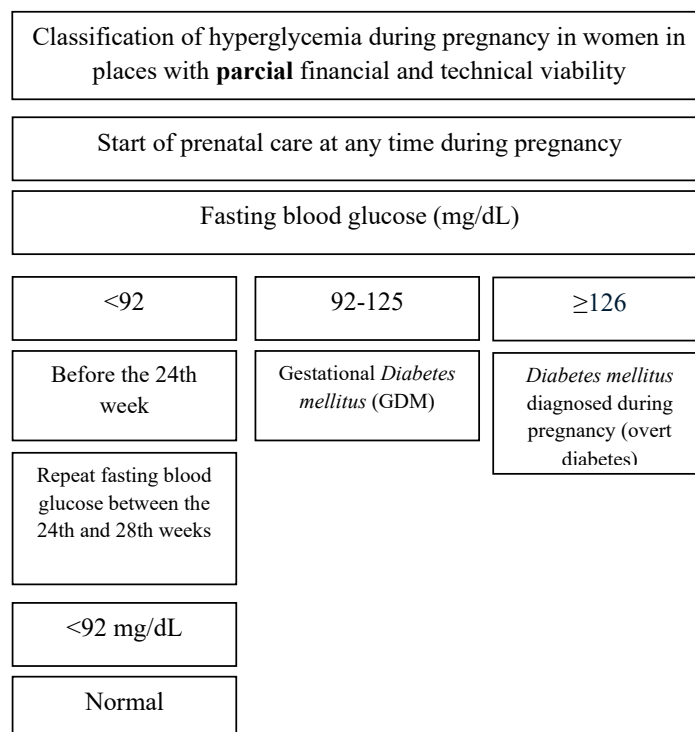 Classification of hyperglycemia during pregnancy in women in
places with parcial financial and technical viability
Start of prenatal care at any time during pregnancy
Fasting blood glucose (mg/dL)
<92
92-125
≥126
Before the 24th
week
Gestational Diabetes
mellitus (GDM)
Diabetes mellitus
diagnosed during
pregnancy (overt
diabetes)
Repeat fasting blood
glucose between the
24th and 28th weeks
<92 mg/dL
Normal